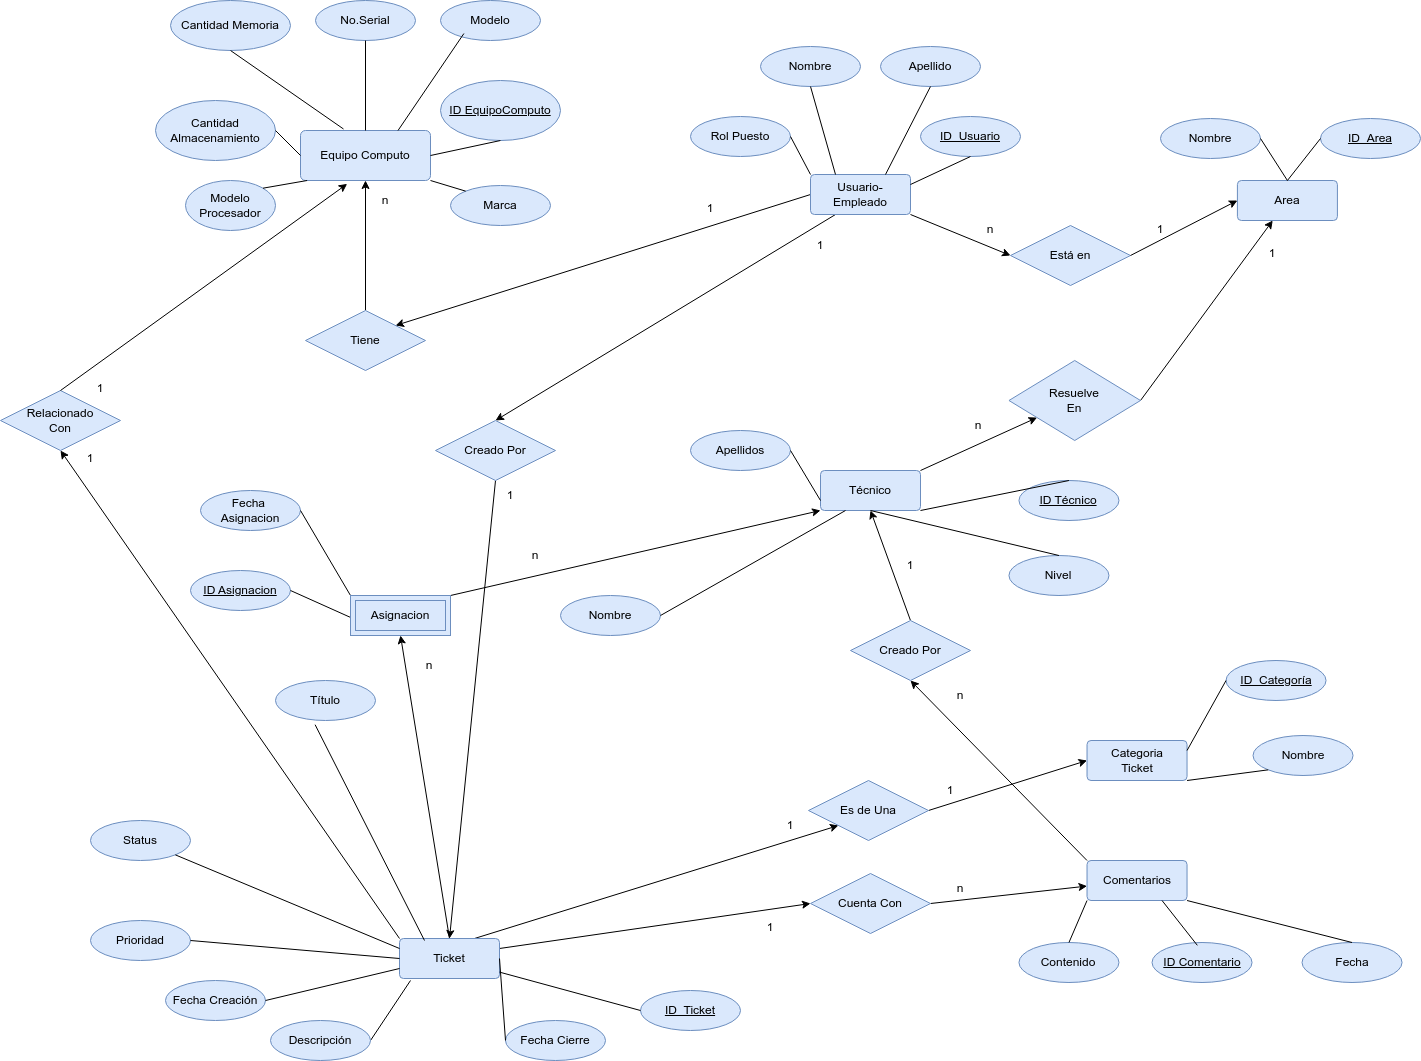 Cantidad Memoria
No.Serial
Modelo
Nombre
Apellido
Cantidad
Almacenamiento
ID EquipoComputo
Rol Puesto
ID_Usuario
Nombre
ID_Area
Equipo Computo
Modelo
Procesador
n
Marca
1
Usuario-
Empleado
Area
n
1
1
Está en
1
Tiene
1
Relacionado
Con
1
Creado Por
1
Resuelve
En
n
Apellidos
Técnico
ID Técnico
Fecha
Asignacion
n
1
Nivel
ID Asignacion
Asignacion
Nombre
n
Creado Por
n
Título
ID_Categoría
Categoria
Ticket
Nombre
Status
1
Es de Una
1
Prioridad
Ticket
1
Cuenta Con
n
Comentarios
Fecha Creación
Descripción
Fecha Cierre
ID_Ticket
Contenido
ID Comentario
Fecha